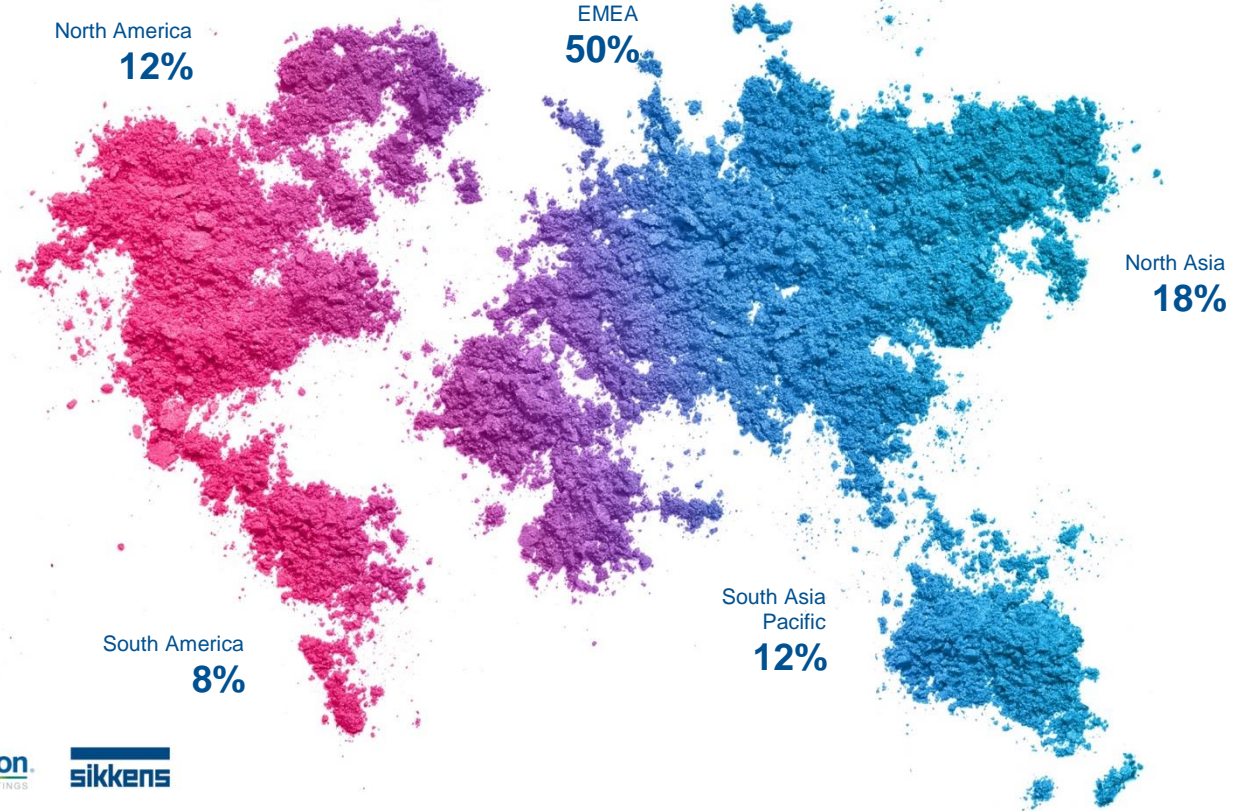 North America
12%
EMEA
50%
North Asia
18%
South Asia
Pacific
12%
South America
8%
on.
sikkens